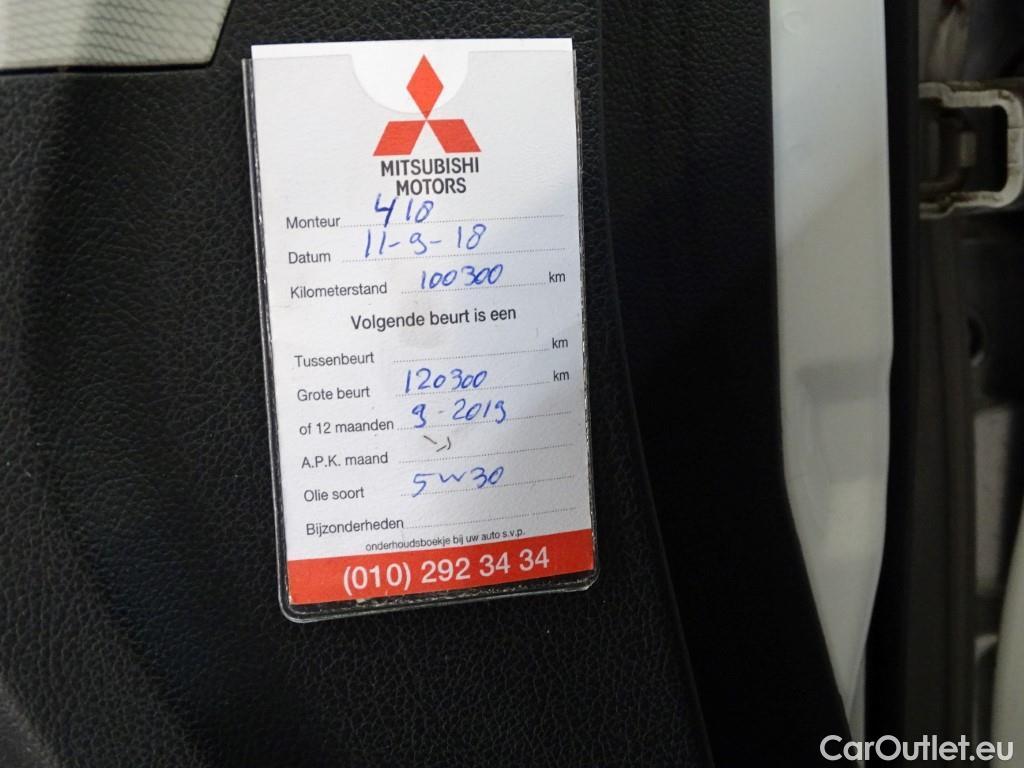 MITSUBISHI
MOTORS
Monteur 418
Datum 11-9-18
Kilometerstand 100300 km
Volgende beurt is een
Tussenbeurt km
Grote beurt 120300 km
of 12 maanden 9-2019
A.P.K. maand
Olie soort 5W30
Bijzonderheden
onderhoudsboekje bij uw auto s.v.p.
(010) 292 34 34
CarOutlet.eu